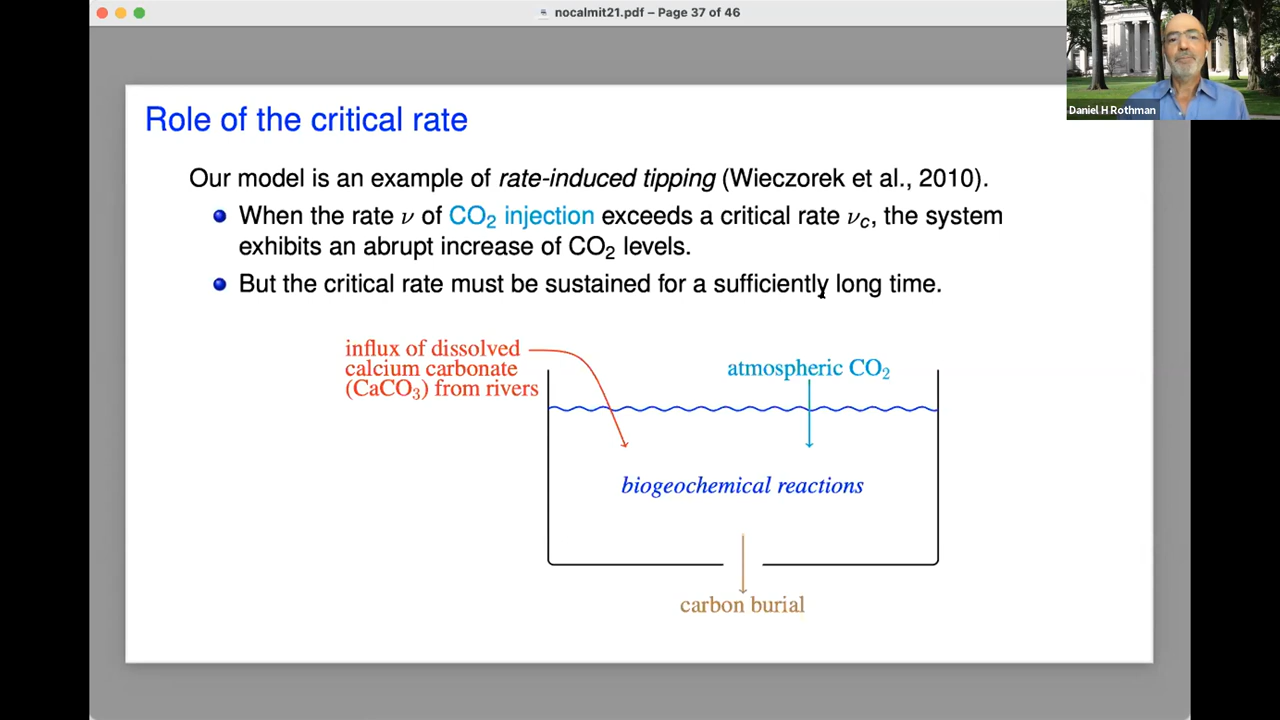 nocalmit21.pdf – Page 37 of 46
Daniel H Rothman
Role of the critical rate
Our model is an example of rate-induced tipping (Wieczorek et al., 2010).
When the rate ν of CO₂ injection exceeds a critical rate ν_c, the system
exhibits an abrupt increase of CO₂ levels.
But the critical rate must be sustained for a sufficiently long time.
influx of dissolved
calcium carbonate
(CaCO₃) from rivers
atmospheric CO₂
biogeochemical reactions
carbon burial